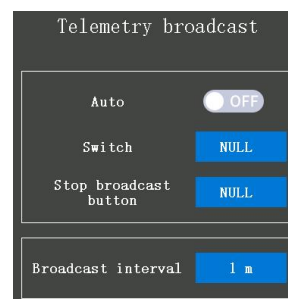 Telemetry broadcast
Auto OFF
Switch NULL
Stop broadcast
button NULL
Broadcast interval 1 m